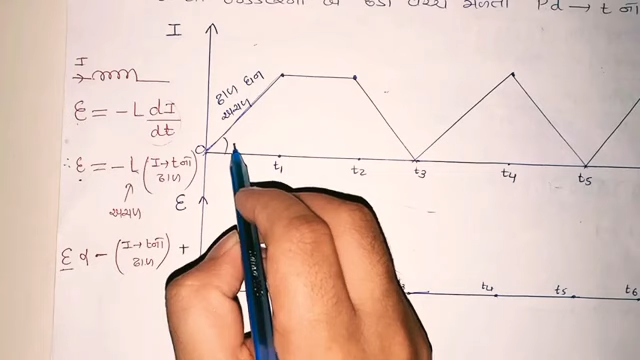 Pd → t નો
I
I
ઢાળ ધન
અચળ
ε = -L dI
dt
O
t₁ t₂ t₃ t₄ t₅
∴ ε = -L (I→t નો
ઢાળ)
અચળ
ε
ε α - (I→t નો
ઢાળ)
+
t₄ t₅ t₆